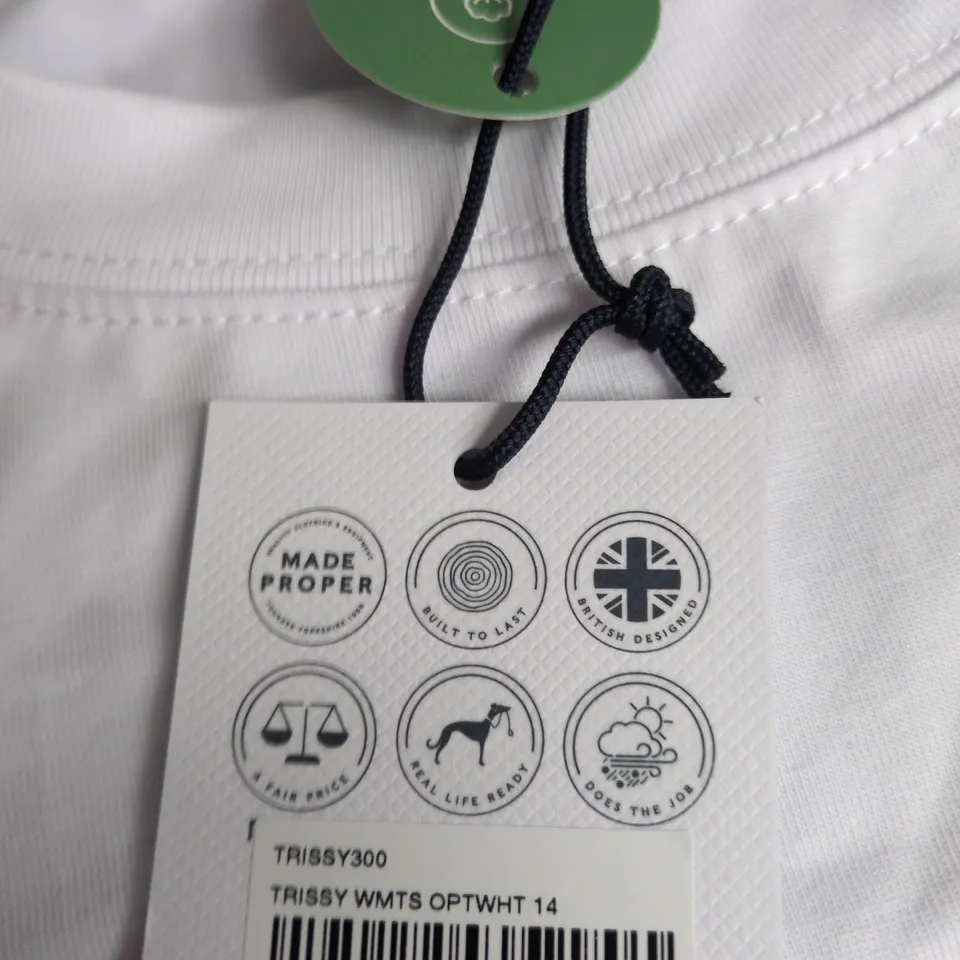 MADE
PROPER
BUILT TO LAST
BRITISH DESIGNED
A FAIR PRICE
REAL LIFE READY
DOES THE JOB
TRISSY300
TRISSY WMTS OPTWHT 14